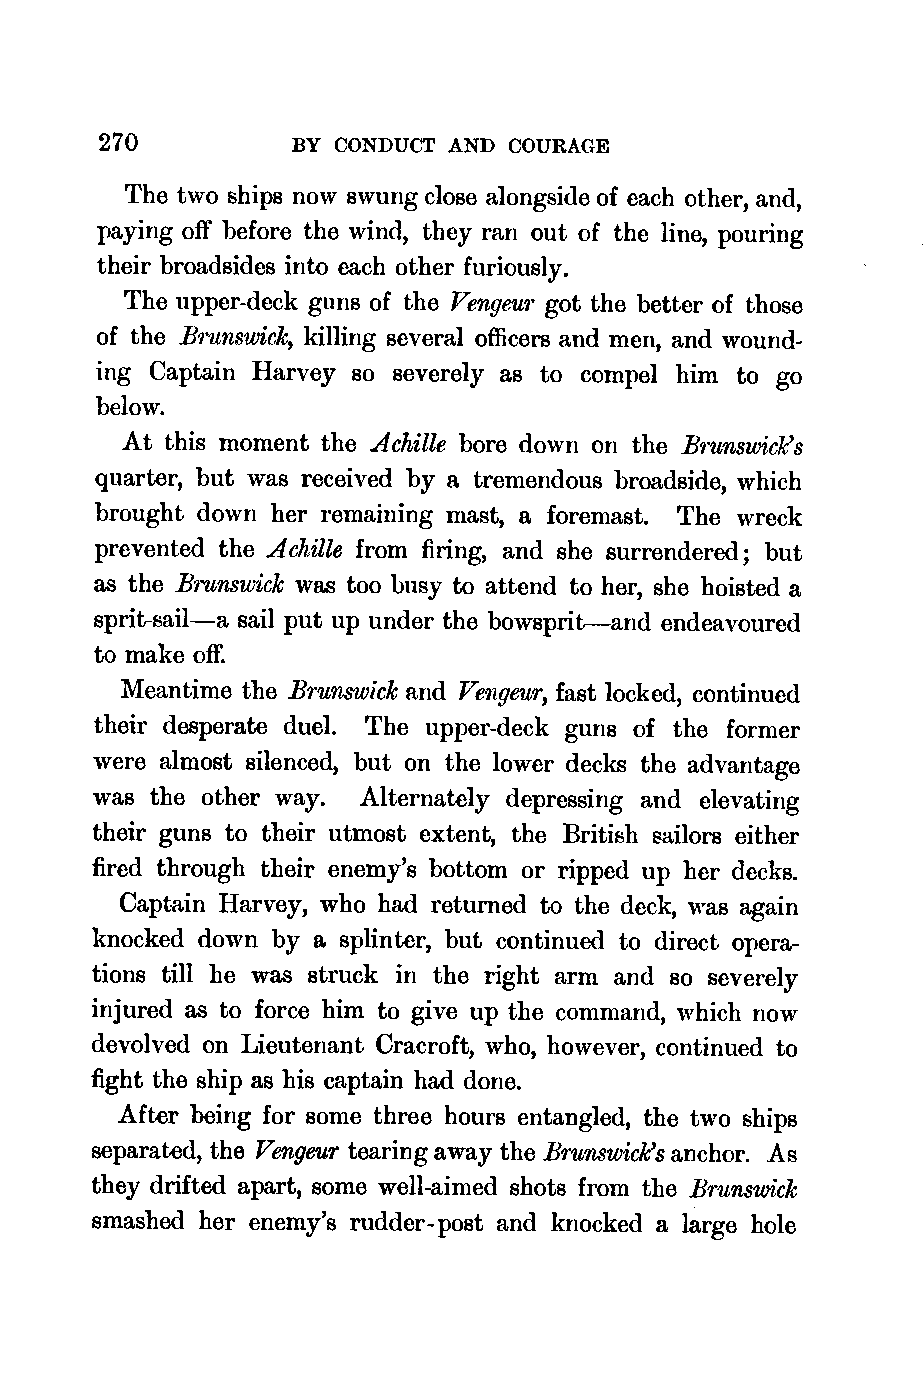 270 BY CONDUCT AND COURAGE
The two ships now swung close alongside of each other, and,
paying off before the wind, they ran out of the line, pouring
their broadsides into each other furiously.
The upper-deck guns of the Vengeur got the better of those
of the Brunswick, killing several officers and men, and wound-
ing Captain Harvey so severely as to compel him to go
below.
At this moment the Achille bore down on the Brunswick's
quarter, but was received by a tremendous broadside, which
brought down her remaining mast, a foremast. The wreck
prevented the Achille from firing, and she surrendered; but
as the Brunswick was too busy to attend to her, she hoisted a
sprit-sail—a sail put up under the bowsprit—and endeavoured
to make off.
Meantime the Brunswick and Vengeur, fast locked, continued
their desperate duel. The upper-deck guns of the former
were almost silenced, but on the lower decks the advantage
was the other way. Alternately depressing and elevating
their guns to their utmost extent, the British sailors either
fired through their enemy's bottom or ripped up her decks.
Captain Harvey, who had returned to the deck, was again
knocked down by a splinter, but continued to direct opera-
tions till he was struck in the right arm and so severely
injured as to force him to give up the command, which now
devolved on Lieutenant Cracroft, who, however, continued to
fight the ship as his captain had done.
After being for some three hours entangled, the two ships
separated, the Vengeur tearing away the Brunswick's anchor. As
they drifted apart, some well-aimed shots from the Brunswick
smashed her enemy's rudder-post and knocked a large hole